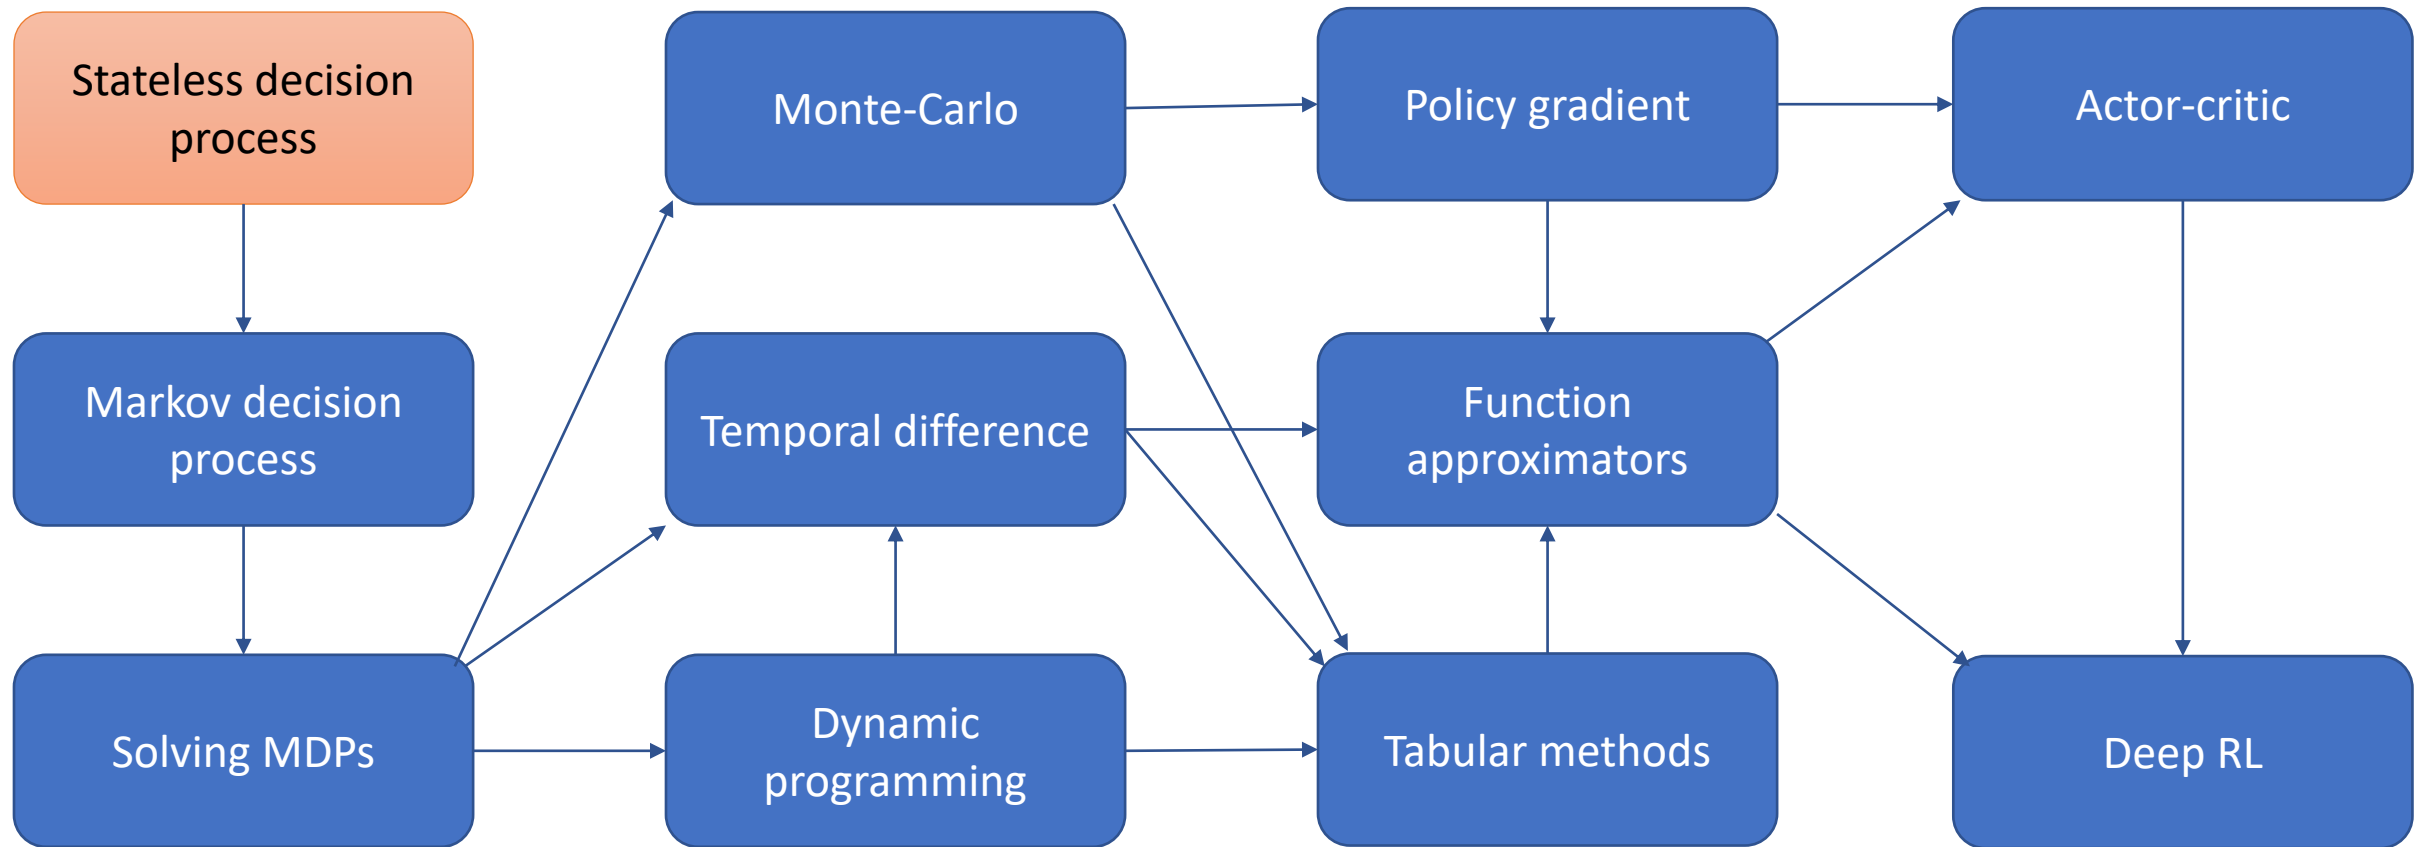 Stateless decision
process
Monte-Carlo
Policy gradient
Actor-critic
Markov decision
process
Temporal difference
Function
approximators
Solving MDPs
Dynamic
programming
Tabular methods
Deep RL